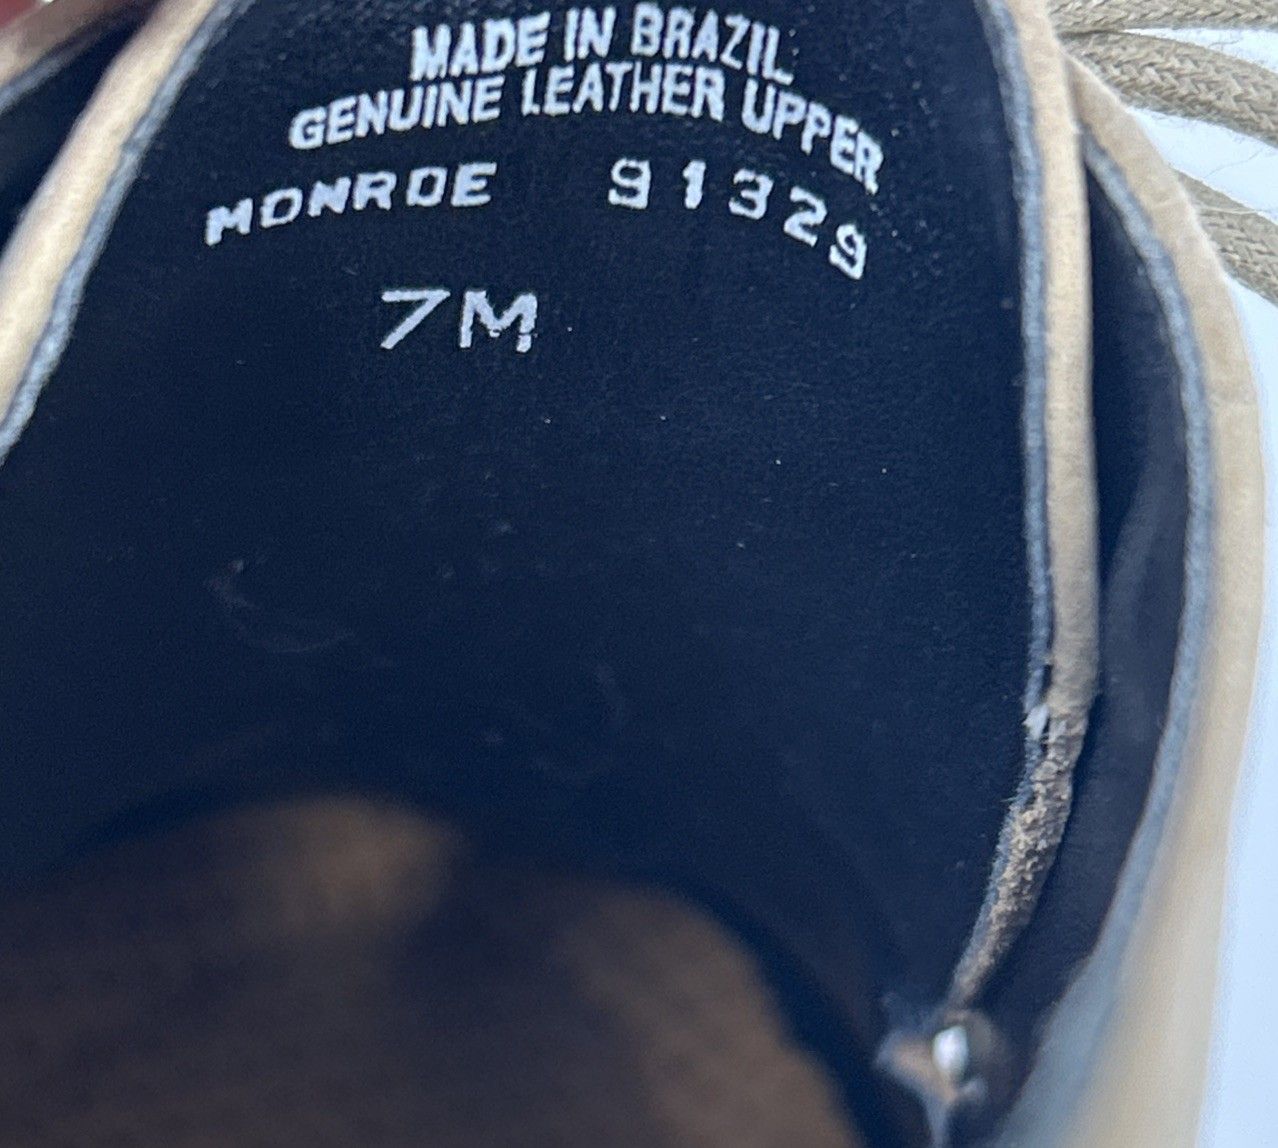 MADE IN BRAZIL
GENUINE LEATHER UPPER
MONROE 91329
7M